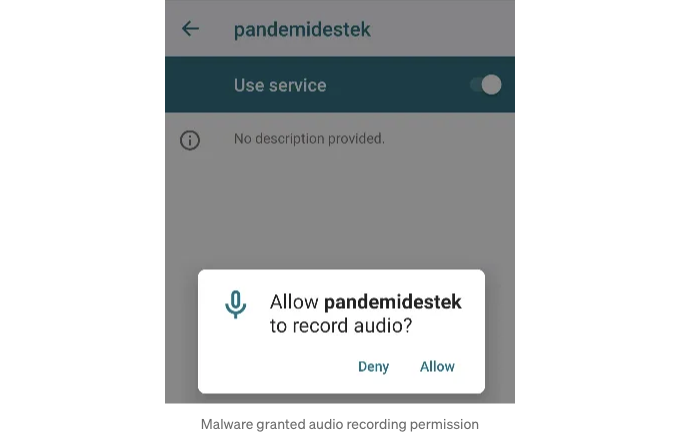 pandemidestek
Use service
No description provided.
Allow pandemidestek
to record audio?
Deny Allow
Malware granted audio recording permission